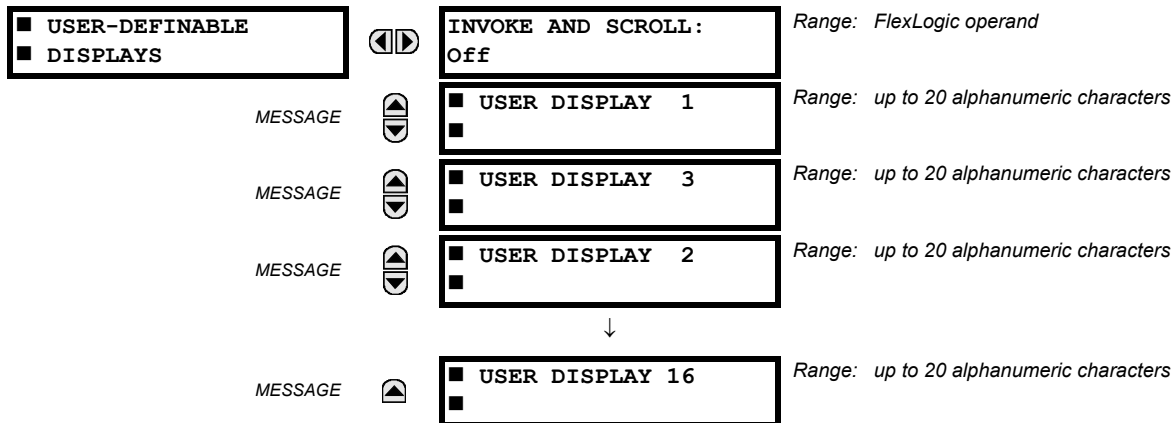 ■ USER-DEFINABLE
■ DISPLAYS
INVOKE AND SCROLL:
Off
Range: FlexLogic operand
MESSAGE
■ USER DISPLAY 1
■
Range: up to 20 alphanumeric characters
MESSAGE
■ USER DISPLAY 3
■
Range: up to 20 alphanumeric characters
MESSAGE
■ USER DISPLAY 2
■
Range: up to 20 alphanumeric characters
↓
MESSAGE
■ USER DISPLAY 16
■
Range: up to 20 alphanumeric characters